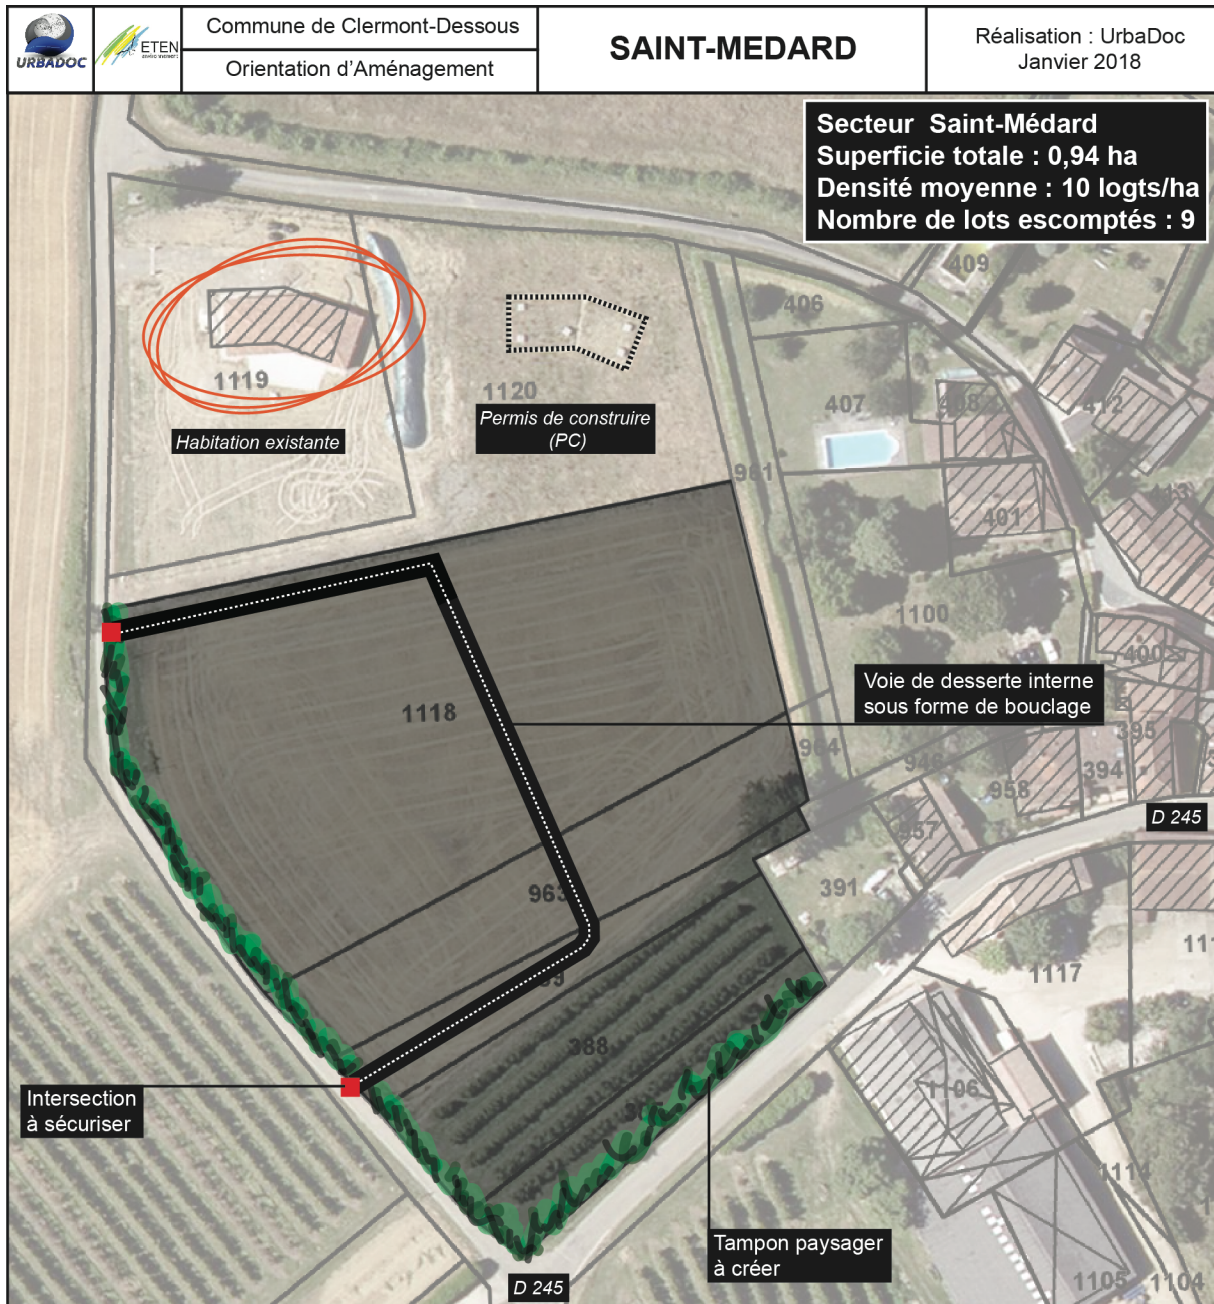 URBADOC
ETEN
Commune de Clermont-Dessous
Orientation d'Aménagement
SAINT-MEDARD
Réalisation : UrbaDoc
Janvier 2018
Secteur Saint-Médard
Superficie totale : 0,94 ha
Densité moyenne : 10 logts/ha
Nombre de lots escomptés : 9
409
406
1119
1120
407
408
412
Habitation existante
Permis de construire
(PC)
981
401
413
1100
400
Voie de desserte interne
sous forme de bouclage
1118
964
946
395
394
958
D 245
957
963
391
1117
388
Intersection
à sécuriser
1106
1114
Tampon paysager
à créer
D 245
1105
1104